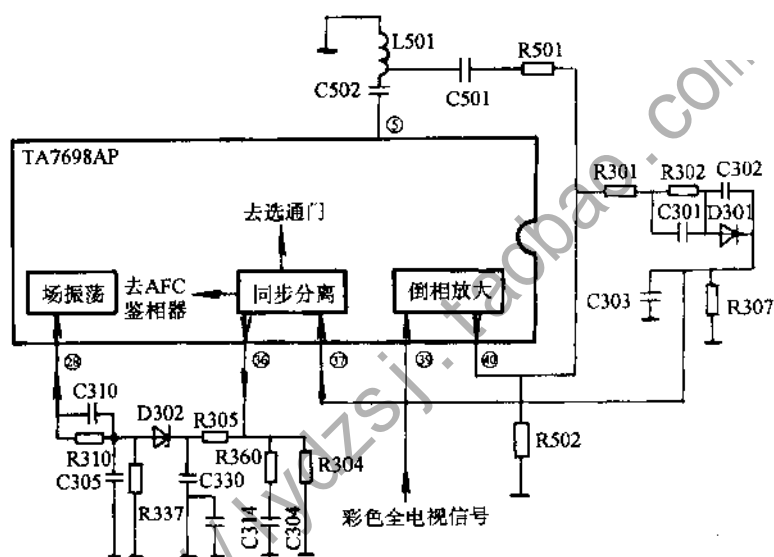 L501
R501
C502
C501
⑤
TA7698AP
R301
R302
C302
C301
D301
去选通门
场振荡
去AFC
鉴相器
同步分离
倒相放大
C303
R307
㉘
㊱
㊲
㊴
㊵
C310
D302
R305
R310
R360
R304
R502
C305
C330
R337
C314
C304
彩色全电视信号
lydzsj.taobao.com